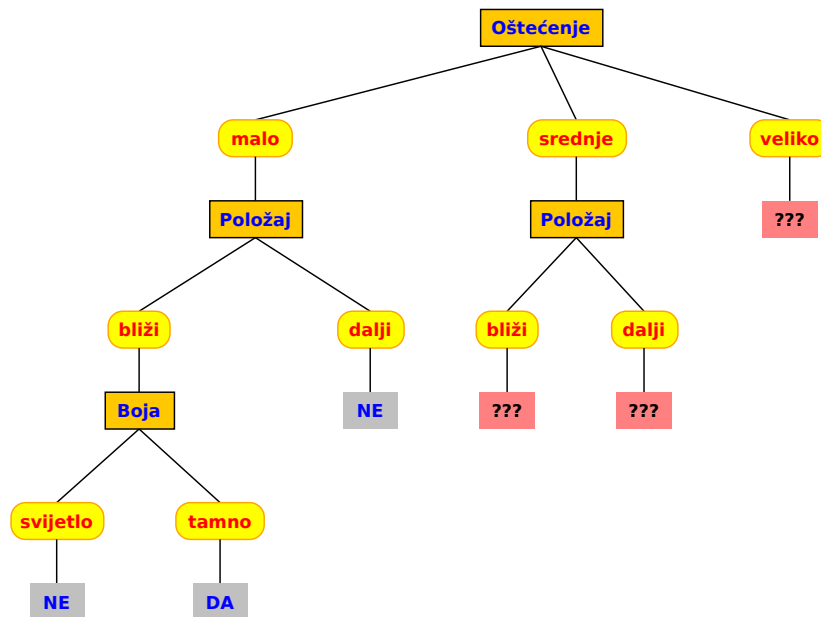 Oštećenje
malo
srednje
veliko
Položaj
Položaj
???
bliži
dalji
bliži
dalji
Boja
NE
???
???
svijetlo
tamno
NE
DA